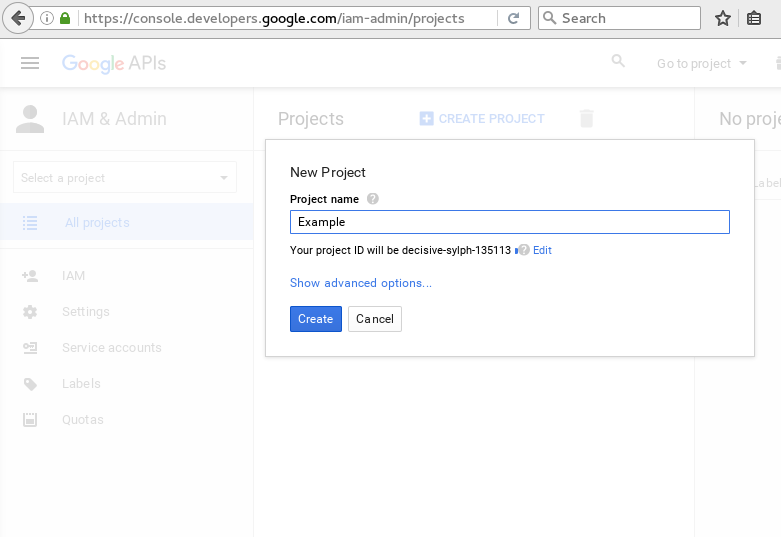 https://console.developers.google.com/iam-admin/projects
Search
Google APIs
Go to project
IAM & Admin
Projects
CREATE PROJECT
No proj
Select a project
All projects
Label
IAM
Settings
Service accounts
Labels
Quotas
New Project
Project name
Example
Your project ID will be decisive-sylph-135113 Edit
Show advanced options...
Create Cancel